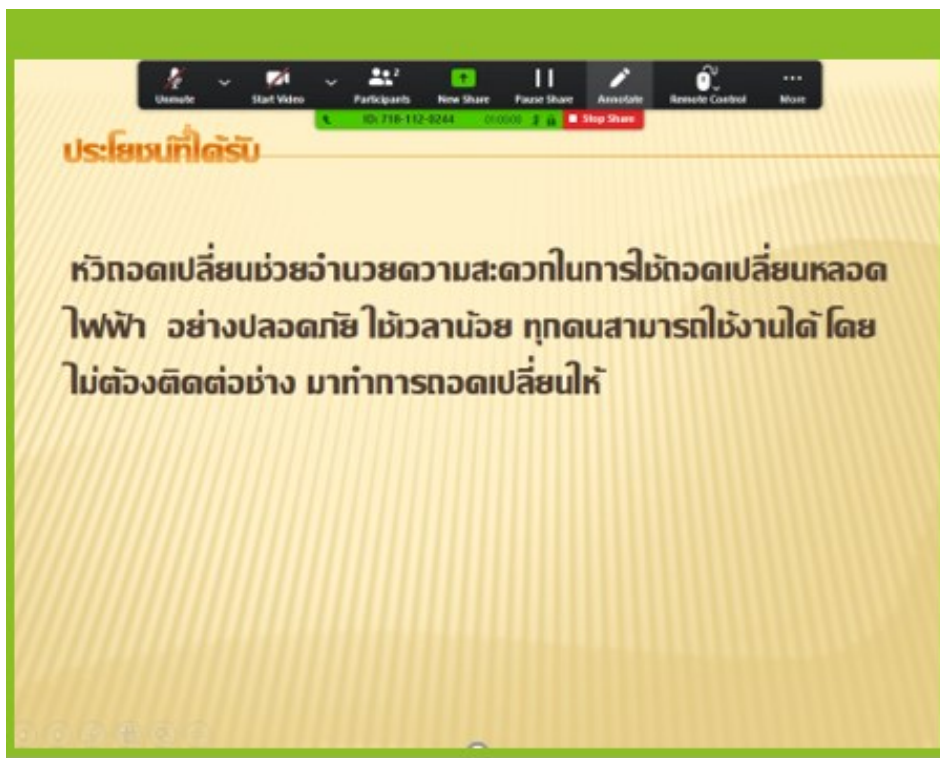 Unmute
Start Video
Participants 2
New Share
Pause Share
Annotate
Remote Control
More
ID: 718-112-0244
Stop Share
ประโยชน์ที่ได้รับ
หัวถอดเปลี่ยนช่วยอำนวยความสะดวกในการใช้ถอดเปลี่ยนหลอด
ไฟฟ้า อย่างปลอดภัย ใช้เวลาน้อย ทุกคนสามารถใช้งานได้ โดย
ไม่ต้องติดต่อช่าง มาทำการถอดเปลี่ยนให้